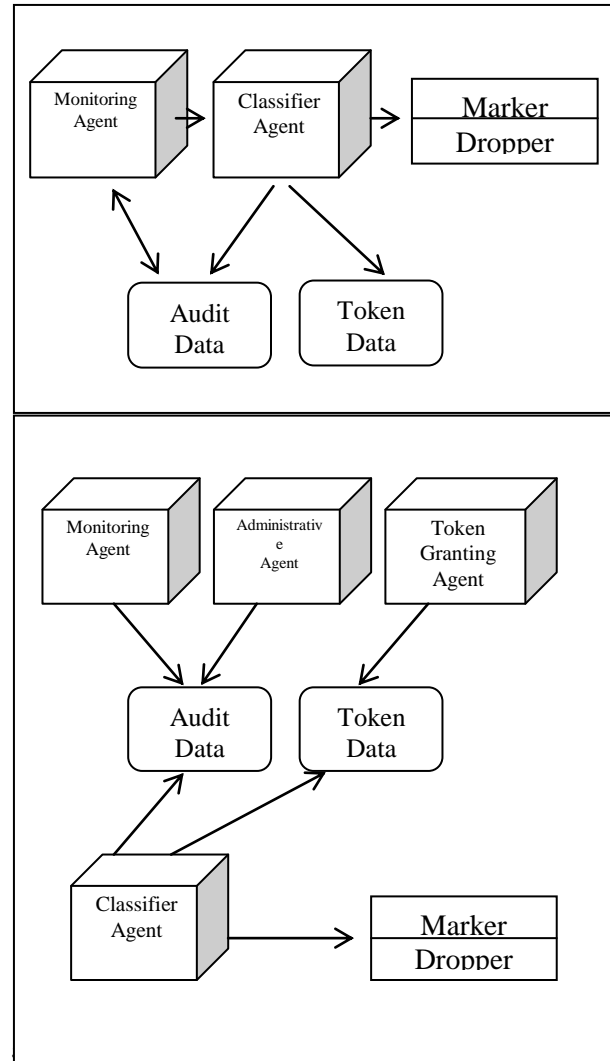 Monitoring
Agent
Classifier
Agent
Marker
Dropper
Audit
Data
Token
Data
Monitoring
Agent
Administrativ
e
Agent
Token
Granting
Agent
Audit
Data
Token
Data
Classifier
Agent
Marker
Dropper